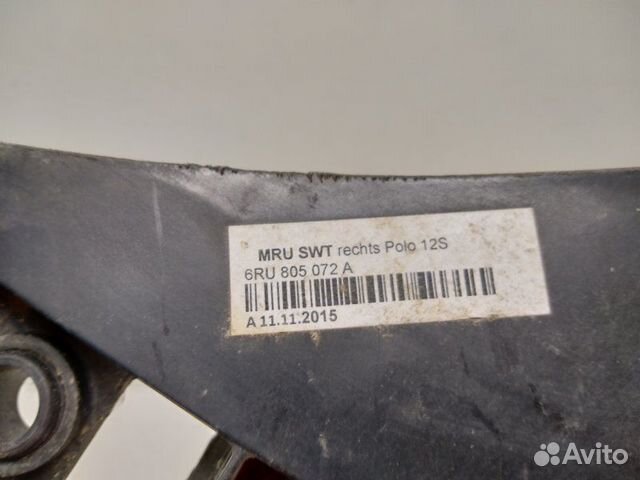 MRU SWT rechts Polo 12S
6RU 805 072 A
A 11.11.2015
Avito